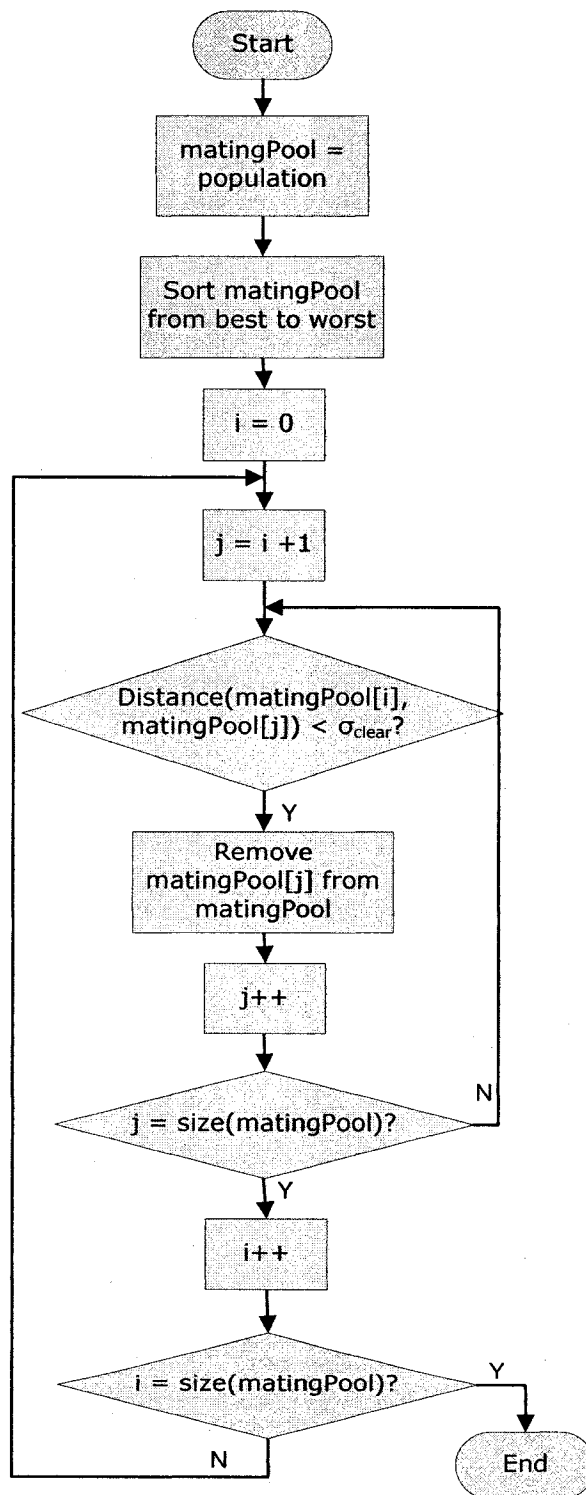 Start
matingPool =
population
Sort matingPool
from best to worst
i = 0
j = i +1
Distance(matingPool[i],
matingPool[j]) < σclear?
Y
Remove
matingPool[j] from
matingPool
j++
N
j = size(matingPool)?
Y
i++
Y
i = size(matingPool)?
N
End